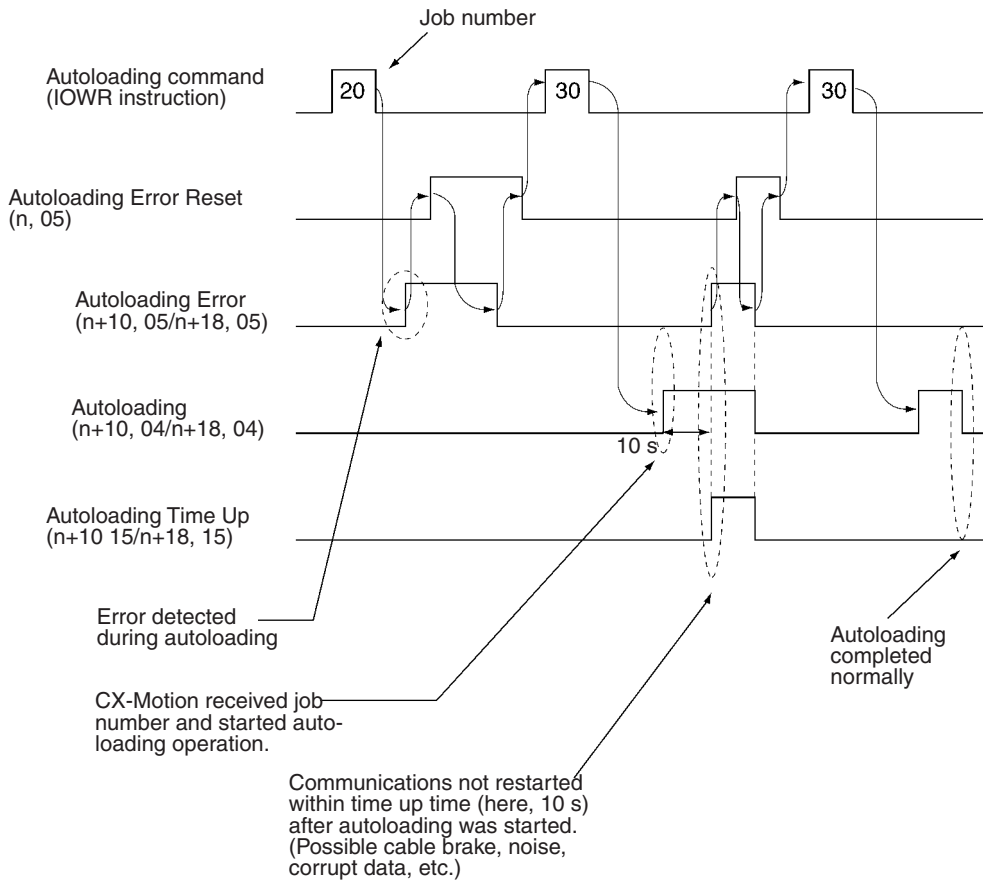 Job number
Autoloading command
(IOWR instruction)
20
30
30
Autoloading Error Reset
(n, 05)
Autoloading Error
(n+10, 05/n+18, 05)
Autoloading
(n+10, 04/n+18, 04)
10 s
Autoloading Time Up
(n+10 15/n+18, 15)
Error detected
during autoloading
Autoloading
completed
normally
CX-Motion received job
number and started auto-
loading operation.
Communications not restarted
within time up time (here, 10 s)
after autoloading was started.
(Possible cable brake, noise,
corrupt data, etc.)